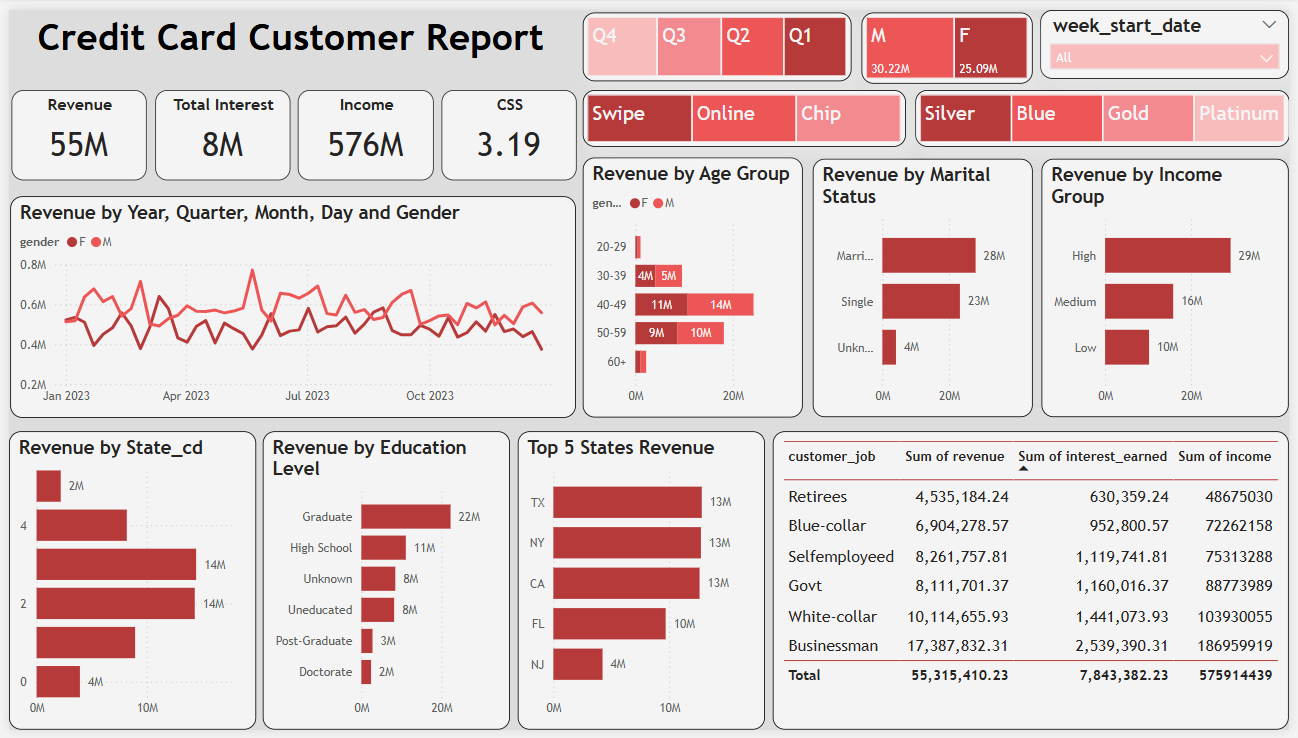 Credit Card Customer Report
Q4 Q3 Q2 Q1
M F
30.22M 25.09M
week_start_date
All
Revenue
55M
Total Interest
8M
Income
576M
CSS
3.19
Swipe Online Chip
Silver Blue Gold Platinum
Revenue by Year, Quarter, Month, Day and Gender
gender F M
0.8M
0.6M
0.4M
0.2M
Jan 2023 Apr 2023 Jul 2023 Oct 2023
Revenue by Age Group
gen... F M
20-29
30-39 4M 5M
40-49 11M 14M
50-59 9M 10M
60+
0M 20M
Revenue by Marital
Status
Marri... 28M
Single 23M
Unkn... 4M
0M 20M
Revenue by Income
Group
High 29M
Medium 16M
Low 10M
0M 20M
Revenue by State_cd
2M
4
14M
2 14M
0 4M
0M 10M
Revenue by Education
Level
Graduate 22M
High School 11M
Unknown 8M
Uneducated 8M
Post-Graduate 3M
Doctorate 2M
0M 20M
Top 5 States Revenue
TX 13M
NY 13M
CA 13M
FL 10M
NJ 4M
0M 10M
customer_job Sum of revenue Sum of interest_earned Sum of income
Retirees 4,535,184.24 630,359.24 48675030
Blue-collar 6,904,278.57 952,800.57 72262158
Selfemployeed 8,261,757.81 1,119,741.81 75313288
Govt 8,111,701.37 1,160,016.37 88773989
White-collar 10,114,655.93 1,441,073.93 103930055
Businessman 17,387,832.31 2,539,390.31 186959919
Total 55,315,410.23 7,843,382.23 575914439